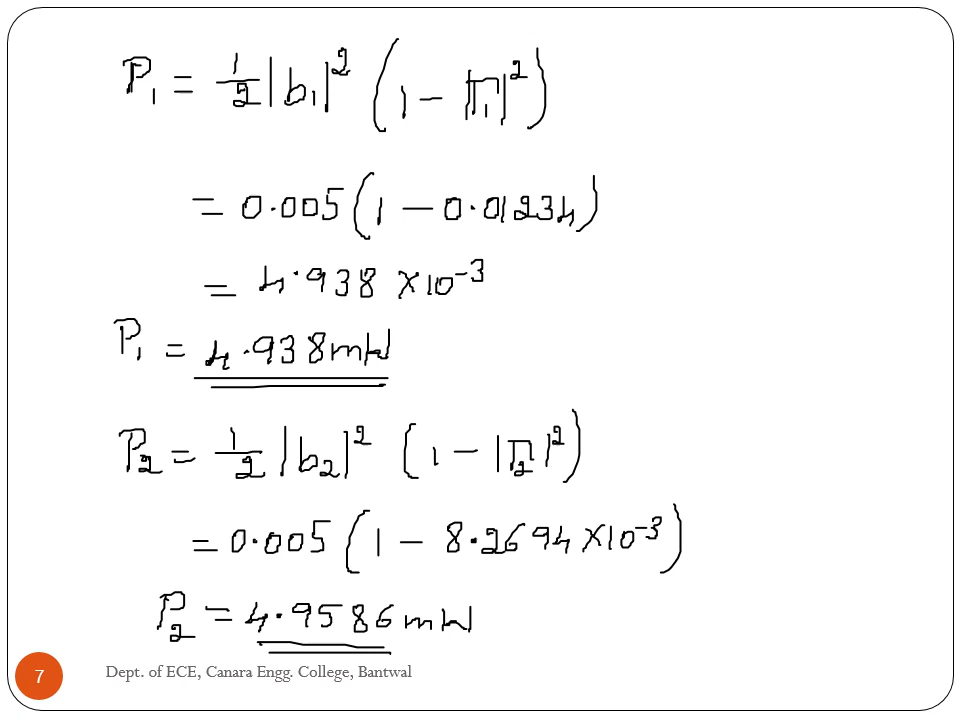 P₁ = 1/2 |b₁|² (1 − |Γ₁|²)
= 0.005 (1 − 0.01234)
= 4.938 × 10⁻³
P₁ = 4.938 mW
P₂ = 1/2 |b₂|² (1 − |Γ₂|²)
= 0.005 (1 − 8.2694 × 10⁻³)
P₂ = 4.9586 mW
7 Dept. of ECE, Canara Engg. College, Bantwal